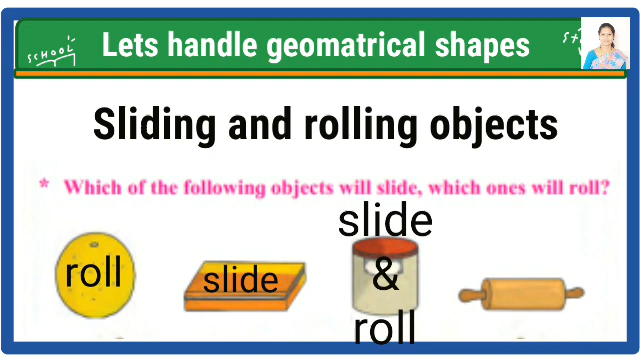 SCHOOL
Lets handle geomatrical shapes
Sliding and rolling objects
* Which of the following objects will slide, which ones will roll?
roll
slide
slide
&
roll